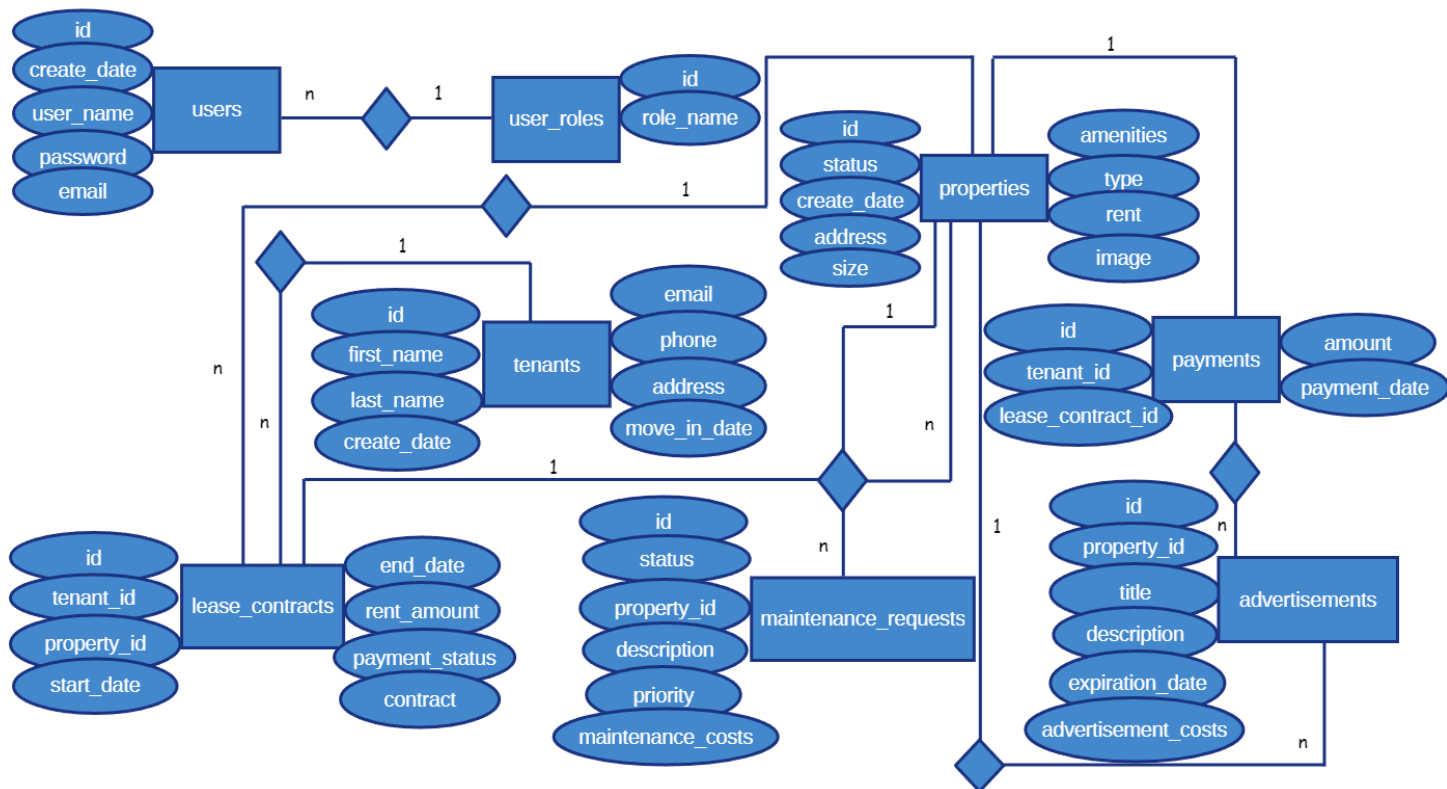 id
create_date
user_name
password
email
users
n
1
user_roles
id
role_name
1
n
id
status
create_date
address
size
properties
amenities
type
rent
image
1
1
n
id
first_name
last_name
create_date
tenants
email
phone
address
move_in_date
1
n
1
n
id
tenant_id
lease_contract_id
payments
amount
payment_date
n
id
tenant_id
property_id
start_date
lease_contracts
end_date
rent_amount
payment_status
contract
id
status
property_id
description
priority
maintenance_costs
maintenance_requests
1
id
property_id
title
description
expiration_date
advertisement_costs
advertisements
n